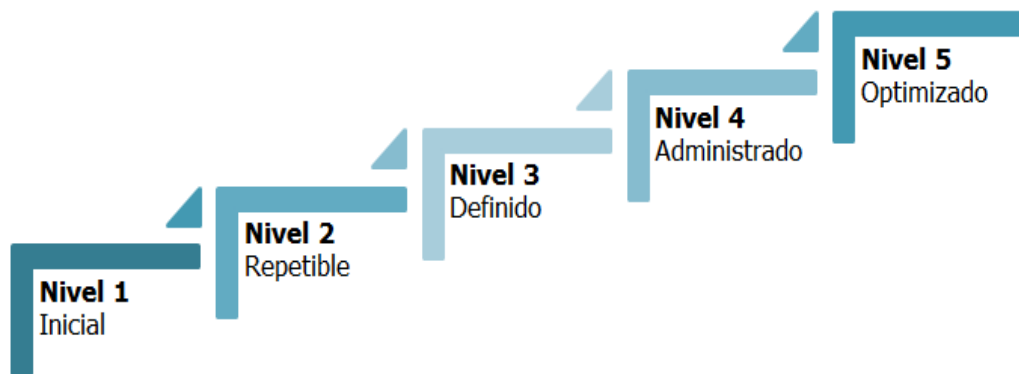 Nivel 1
Inicial
Nivel 2
Repetible
Nivel 3
Definido
Nivel 4
Administrado
Nivel 5
Optimizado